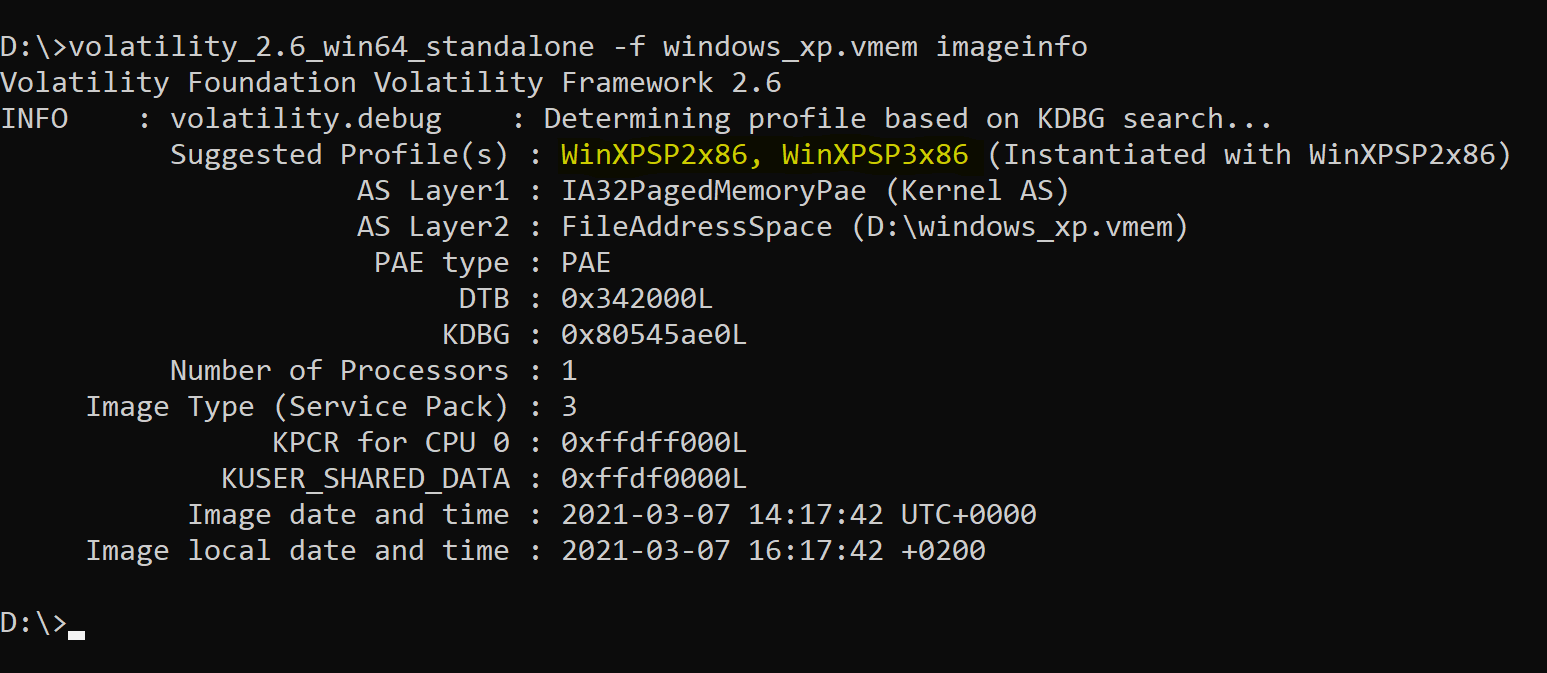 D:\>volatility_2.6_win64_standalone -f windows_xp.vmem imageinfo
Volatility Foundation Volatility Framework 2.6
INFO    : volatility.debug    : Determining profile based on KDBG search...
          Suggested Profile(s) : WinXPSP2x86, WinXPSP3x86 (Instantiated with WinXPSP2x86)
                     AS Layer1 : IA32PagedMemoryPae (Kernel AS)
                     AS Layer2 : FileAddressSpace (D:\windows_xp.vmem)
                      PAE type : PAE
                           DTB : 0x342000L
                          KDBG : 0x80545ae0L
          Number of Processors : 1
     Image Type (Service Pack) : 3
                KPCR for CPU 0 : 0xffdff000L
             KUSER_SHARED_DATA : 0xffdf0000L
           Image date and time : 2021-03-07 14:17:42 UTC+0000
     Image local date and time : 2021-03-07 16:17:42 +0200
D:\>